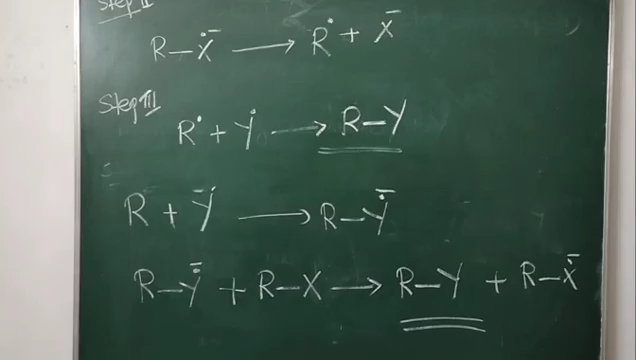 Step II
R–Ẋ⁻ ⟶ R• + X⁻
Step III
R• + Y• ⟶ R–Y
R + Ẏ⁻ ⟶ R–Ẏ⁻
R–Ẏ⁻ + R–X ⟶ R–Y + R–Ẋ⁻